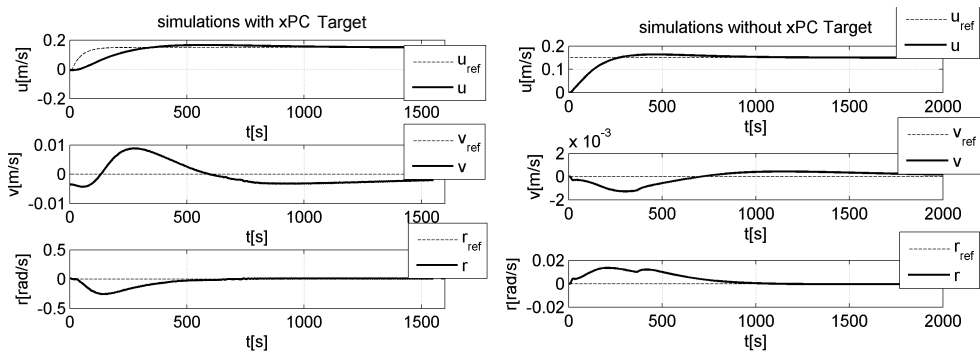 simulations with xPC Target
u[m/s]
0.2
0
-0.2
0 500 1000 1500
t[s]
u_ref
u
v[m/s]
0.01
0
-0.01
0 500 1000 1500
t[s]
v_ref
v
r[rad/s]
0.5
0
-0.5
0 500 1000 1500
t[s]
r_ref
r
simulations without xPC Target
u[m/s]
0.2
0.1
0
0 500 1000 1500 2000
t[s]
u_ref
u
x 10^-3
v[m/s]
2
0
-2
0 500 1000 1500 2000
t[s]
v_ref
v
r[rad/s]
0.02
0
-0.02
0 500 1000 1500 2000
t[s]
r_ref
r